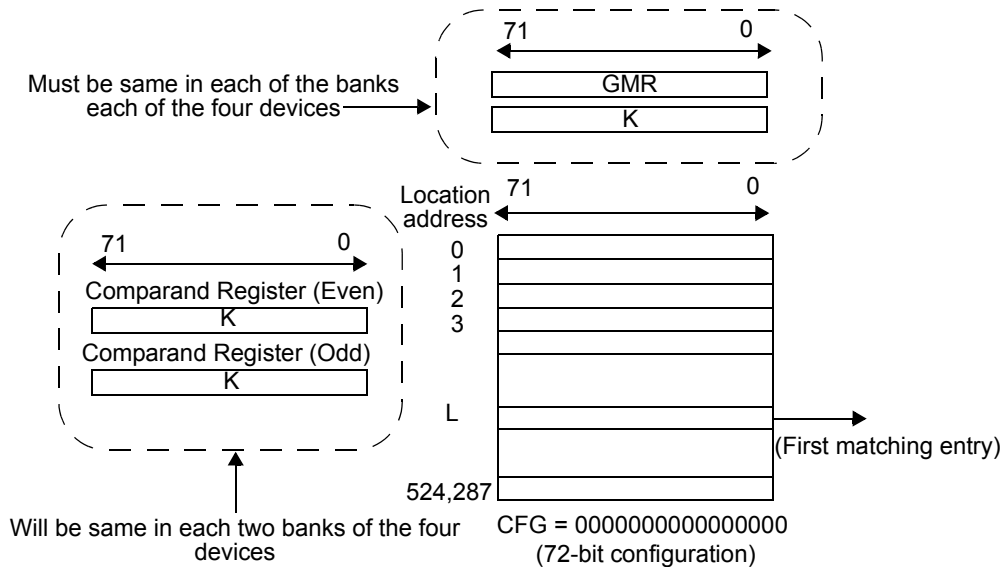 71 0
Must be same in each of the banks
each of the four devices
GMR
K
Location
address
71 0
0
1
2
3
L
(First matching entry)
524,287
CFG = 0000000000000000
(72-bit configuration)
71 0
Comparand Register (Even)
K
Comparand Register (Odd)
K
Will be same in each two banks of the four
devices